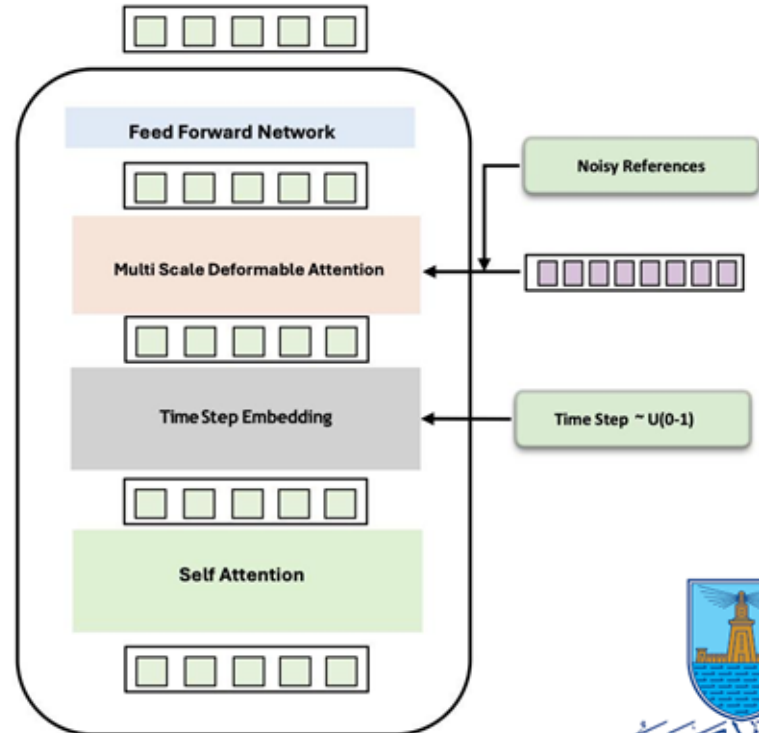 Feed Forward Network
Noisy References
Multi Scale Deformable Attention
Time Step Embedding
Time Step ~ U(0-1)
Self Attention